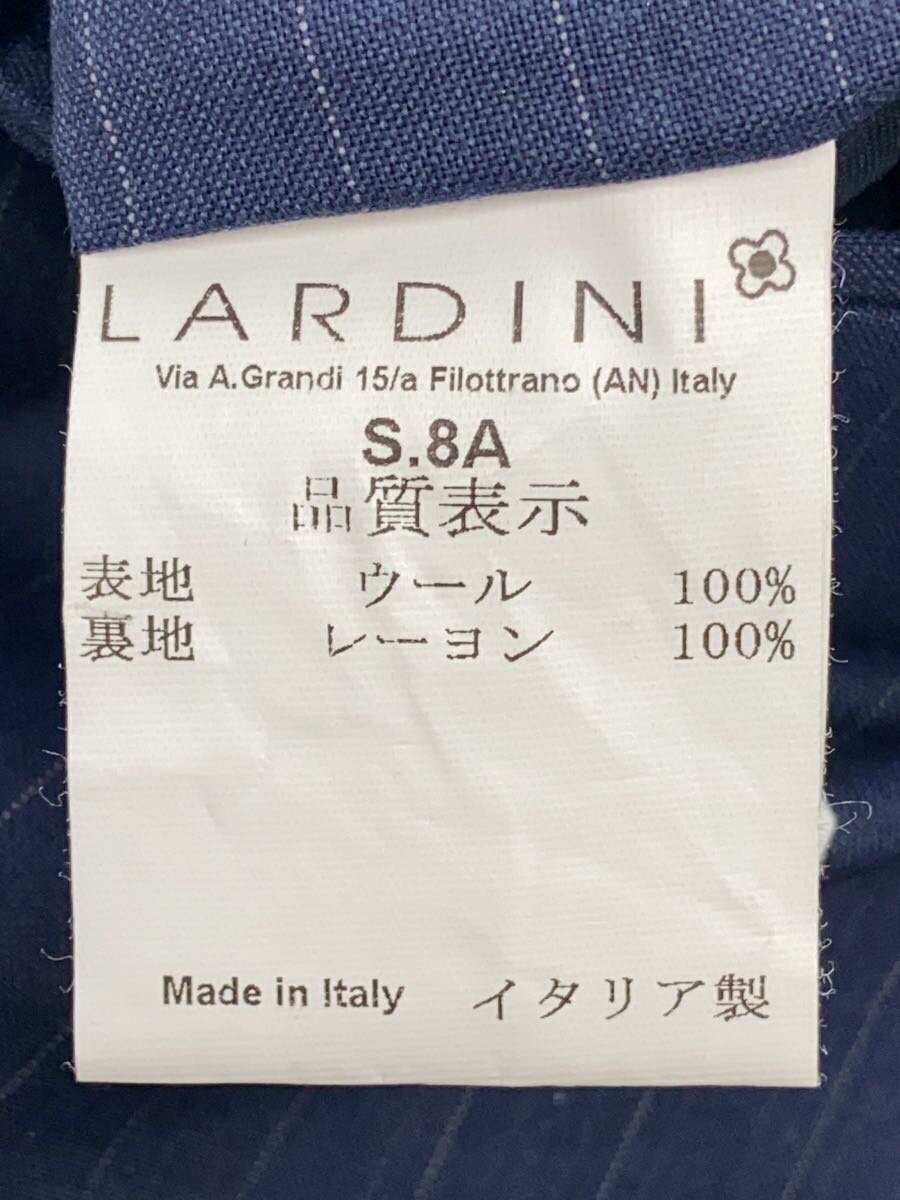 LARDINI
Via A.Grandi 15/a Filottrano (AN) Italy
S.8A
品質表示
表地 ウール 100%
裏地 レーヨン 100%
Made in Italy イタリア製